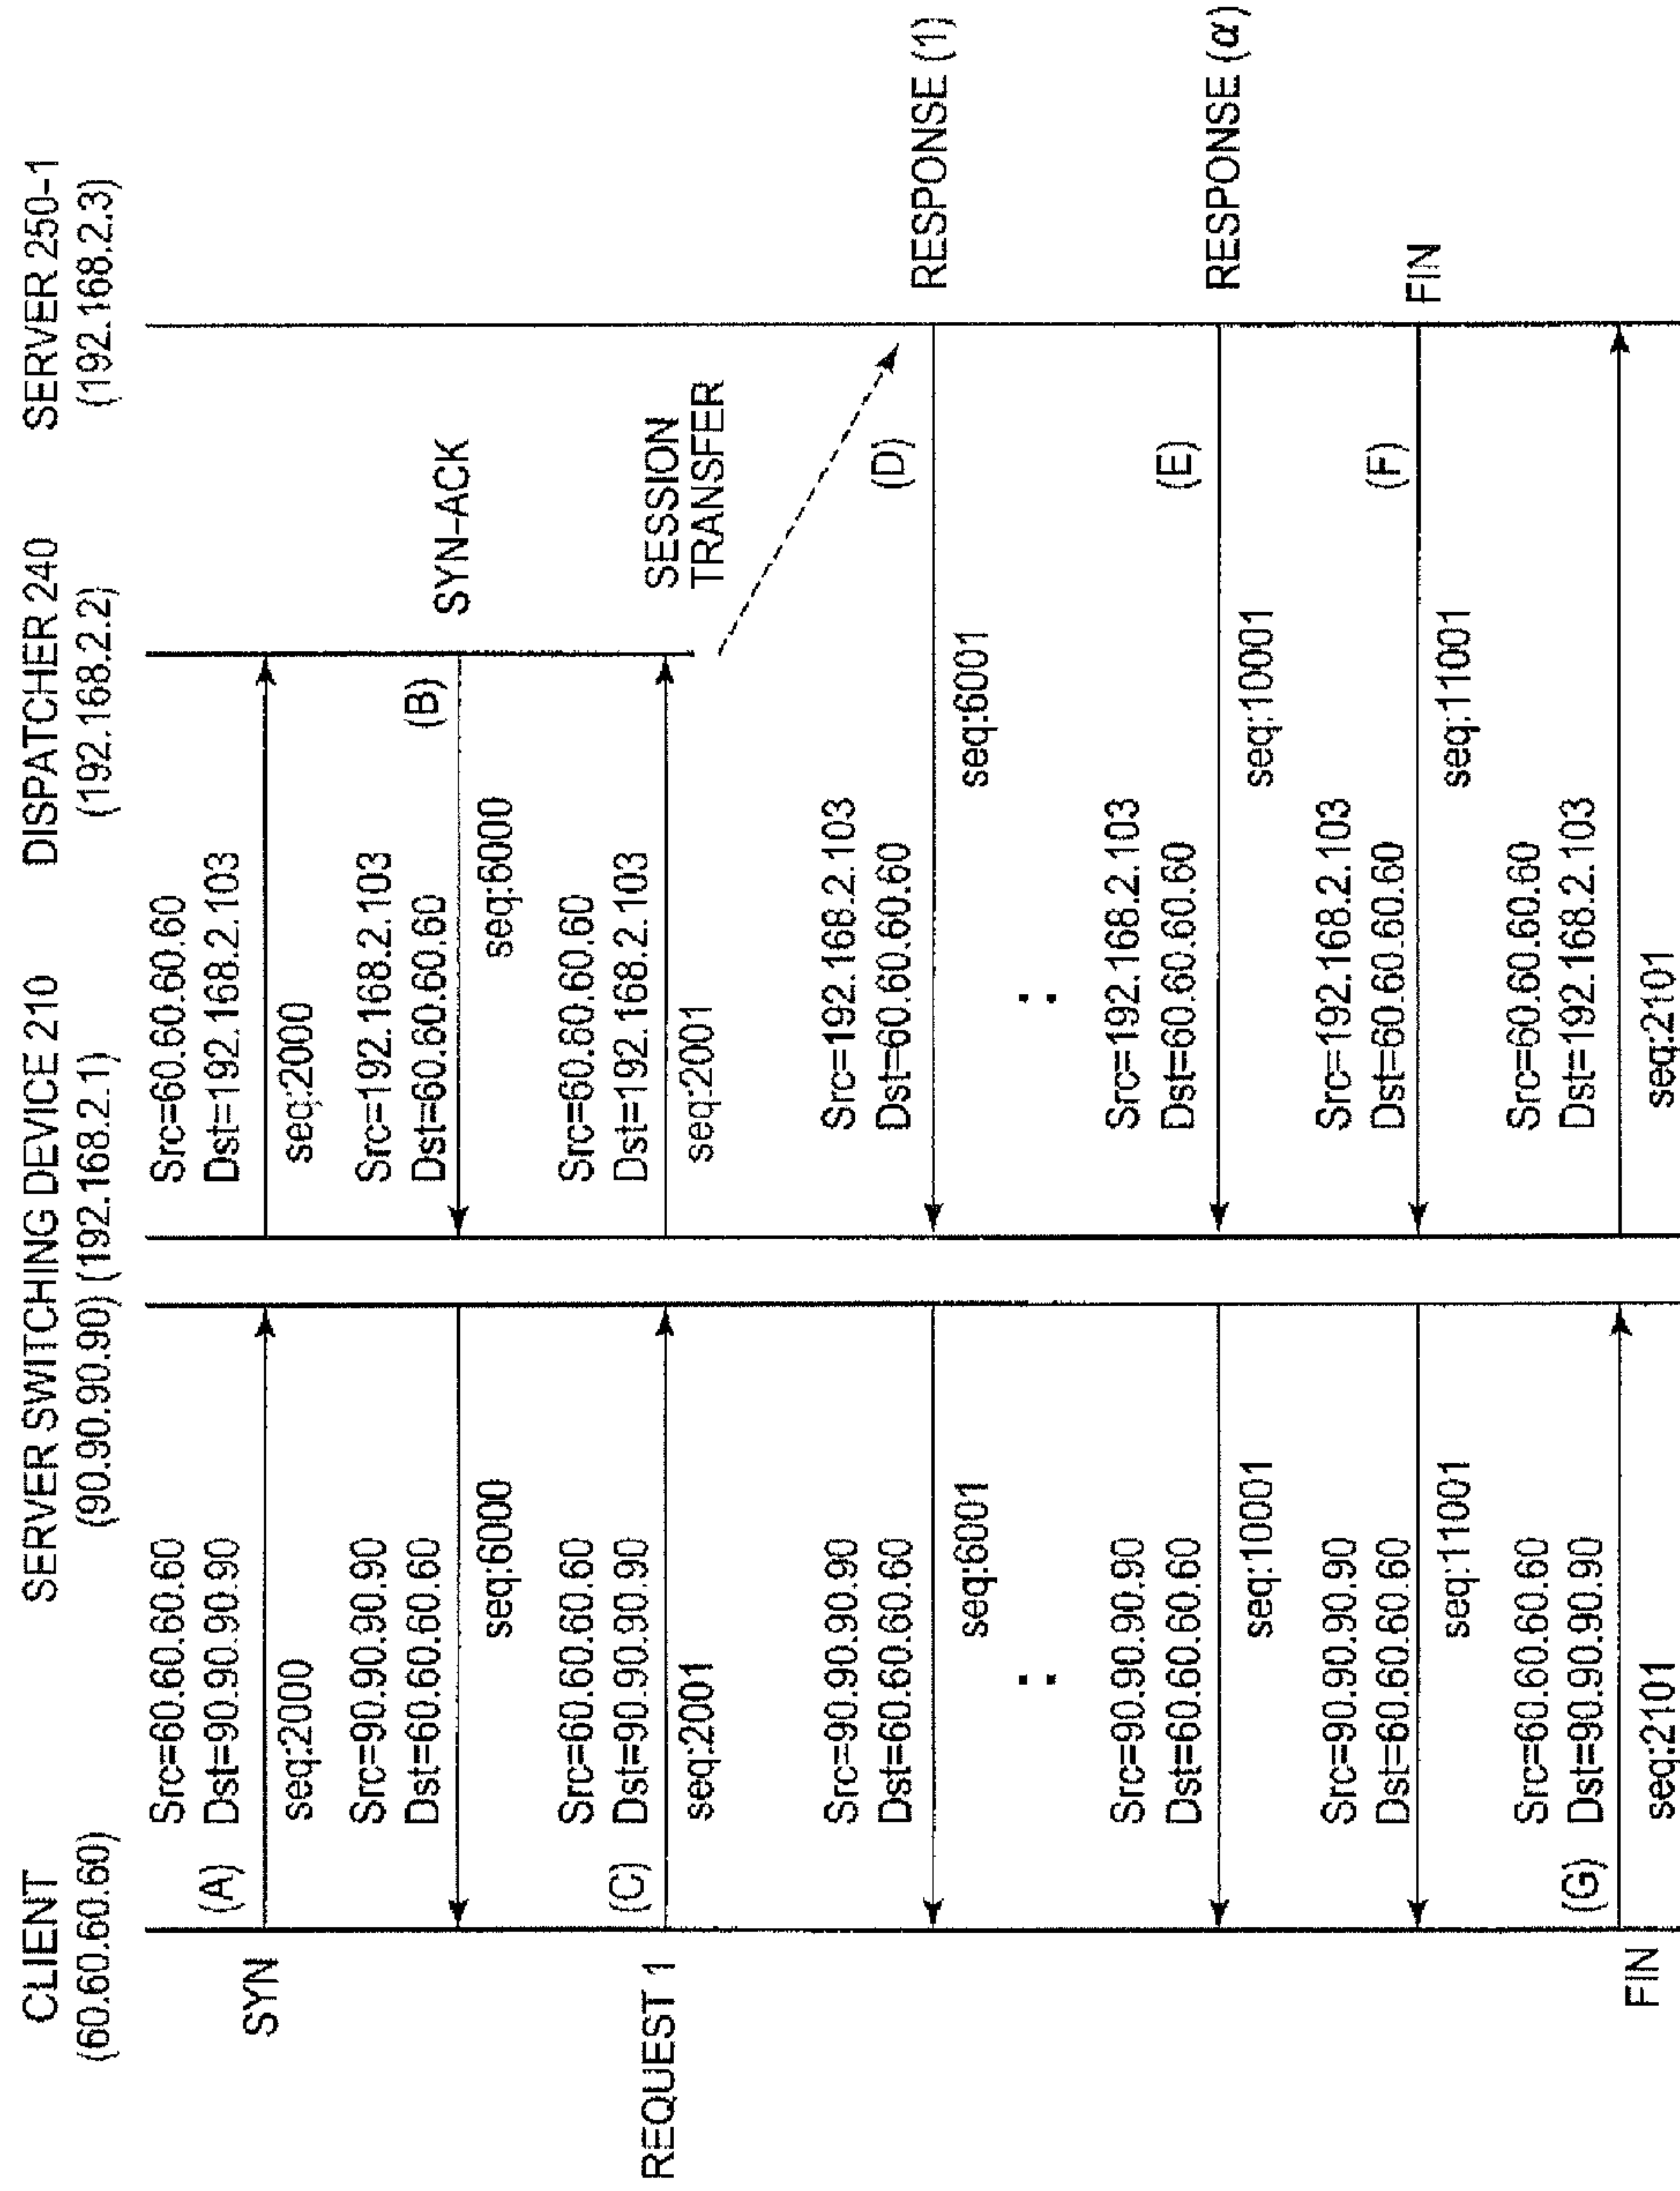 CLIENT
(60.60.60.60)
SERVER SWITCHING DEVICE 210
(90.90.90.90) (192.168.2.1)
DISPATCHER 240
(192.168.2.2)
SERVER 250-1
(192.168.2.3)
SYN
(A)
Src=60.60.60.60
Dst=90.90.90.90
seq:2000
Src=60.60.60.60
Dst=192.168.2.103
seq:2000
Src=90.90.90.90
Dst=60.60.60.60
seq:6000
Src=192.168.2.103
Dst=60.60.60.60
seq:6000
(B)
SYN-ACK
REQUEST 1
(C)
Src=60.60.60.60
Dst=90.90.90.90
seq:2001
Src=60.80.60.60
Dst=192.168.2.103
seq:2001
SESSION
TRANSFER
Src=90.90.90.90
Dst=60.60.60.60
seq:6001
Src=192.168.2.103
Dst=60.60.60.60
seq:6001
(D)
RESPONSE (1)
Src=90.90.90.90
Dst=60.60.60.60
seq:10001
Src=192.168.2.103
Dst=60.60.60.60
seq:10001
(E)
RESPONSE (α)
Src=90.90.90.90
Dst=60.60.60.60
seq:11001
Src=192.168.2.103
Dst=60.60.60.60
seq:11001
(F)
FIN
FIN
(G)
Src=60.60.60.60
Dst=90.90.90.90
seq:2101
Src=60.60.60.60
Dst=192.168.2.103
seq:2101